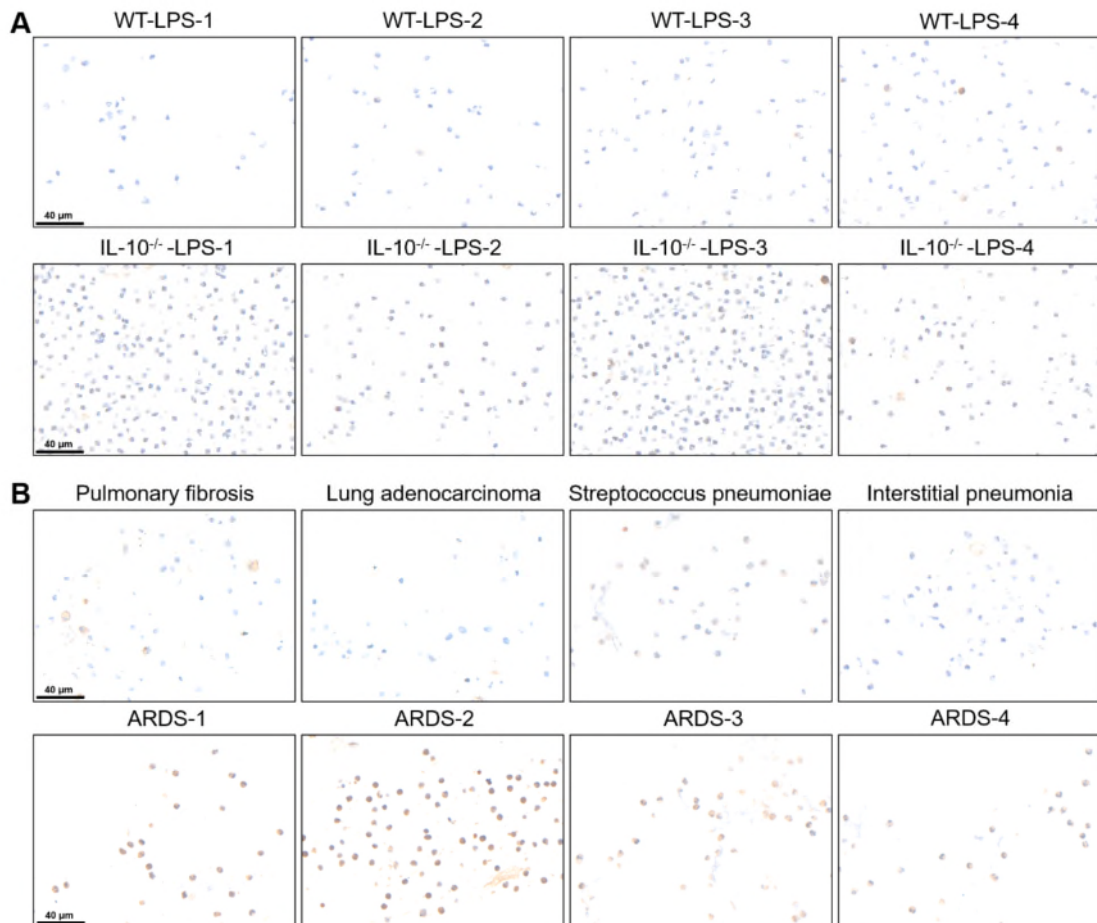 A
WT-LPS-1 WT-LPS-2 WT-LPS-3 WT-LPS-4
40 µm
IL-10⁻/⁻ -LPS-1 IL-10⁻/⁻ -LPS-2 IL-10⁻/⁻ -LPS-3 IL-10⁻/⁻ -LPS-4
40 µm
B
Pulmonary fibrosis Lung adenocarcinoma Streptococcus pneumoniae Interstitial pneumonia
40 µm
ARDS-1 ARDS-2 ARDS-3 ARDS-4
40 µm